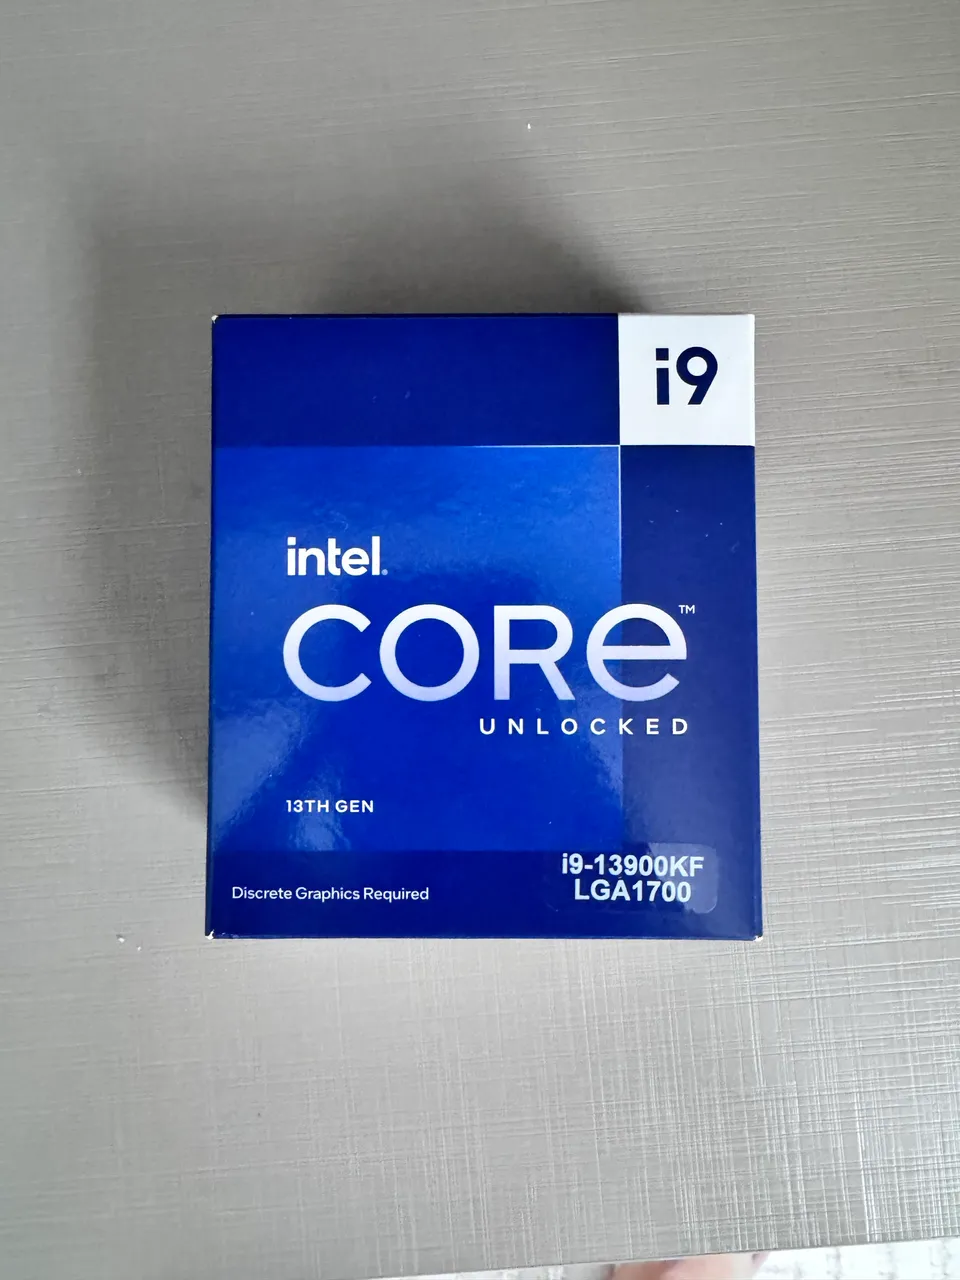 i9
intel.
CORE™
UNLOCKED
13TH GEN
i9-13900KF
LGA1700
Discrete Graphics Required